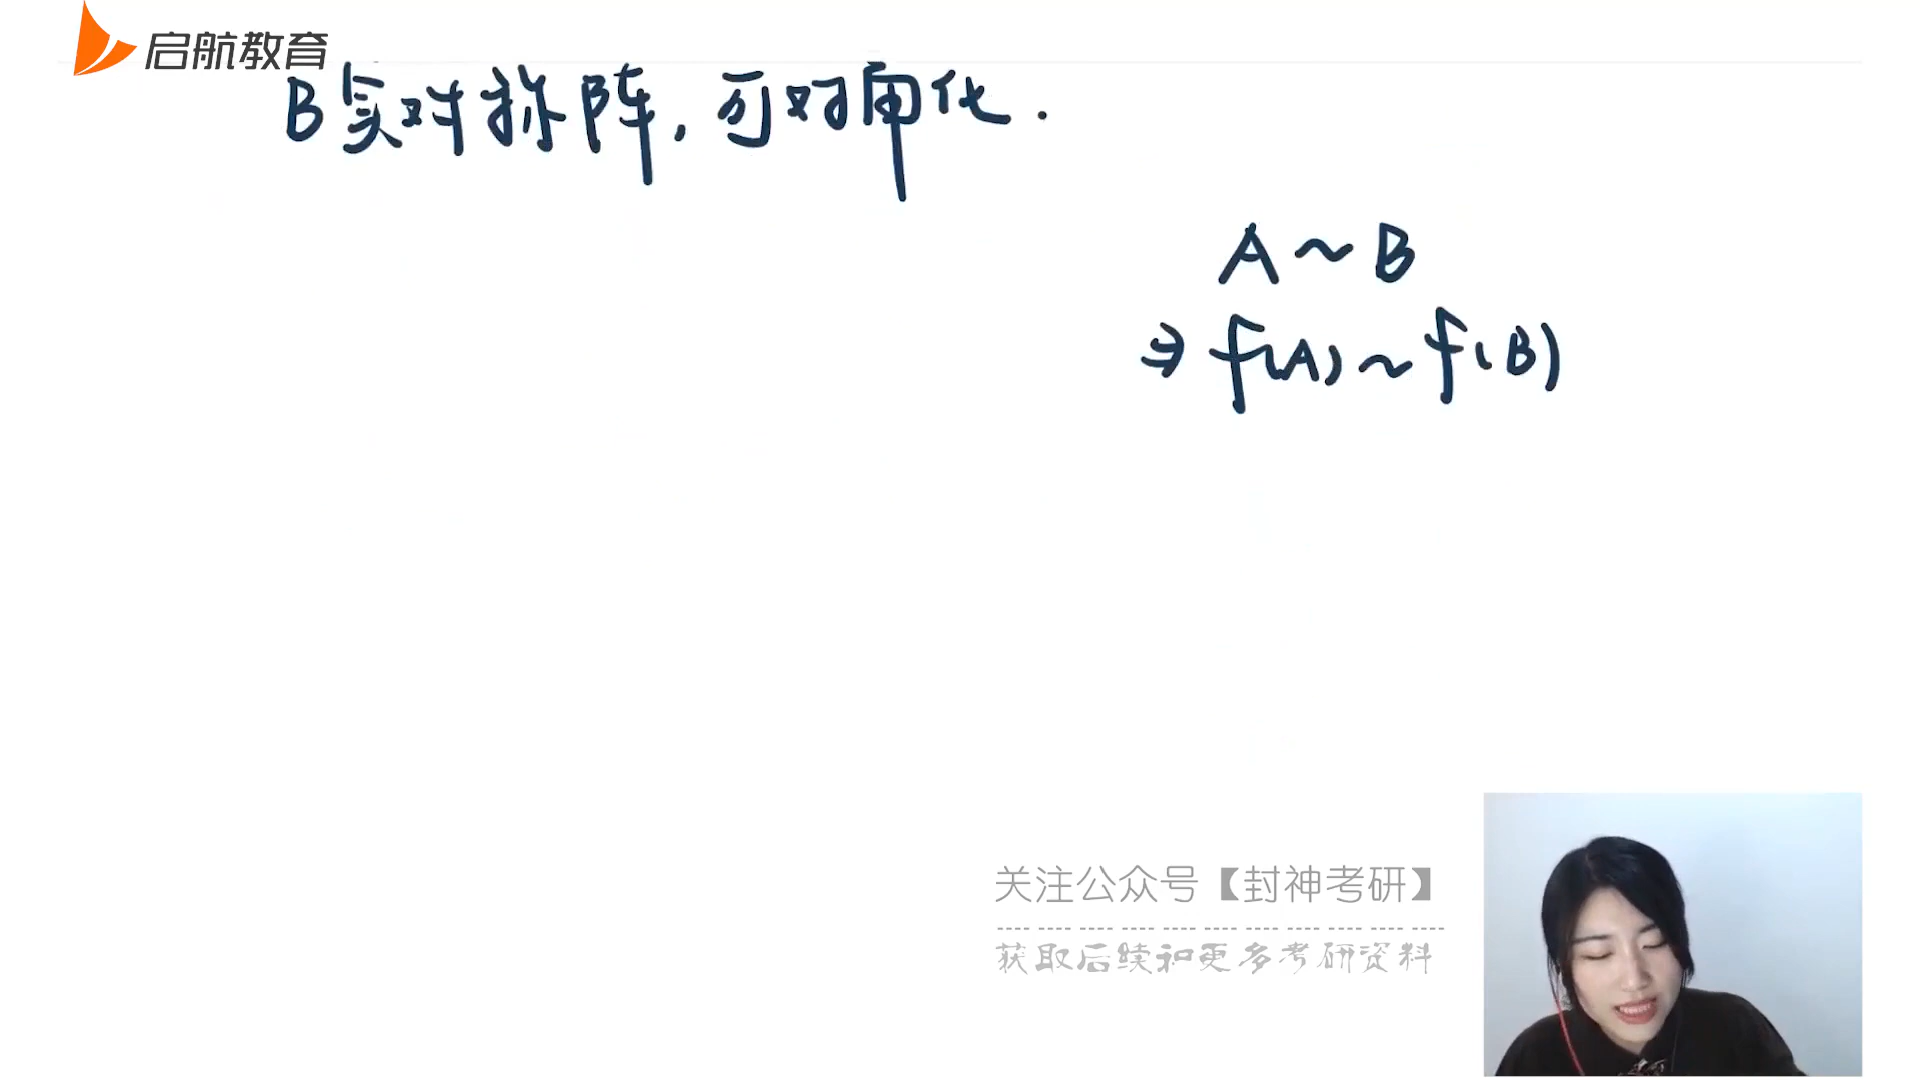 启航教育
B实对称阵,可对角化.
A ~ B
⇒ f(A) ~ f(B)
关注公众号【封神考研】
获取后续和更多考研资料